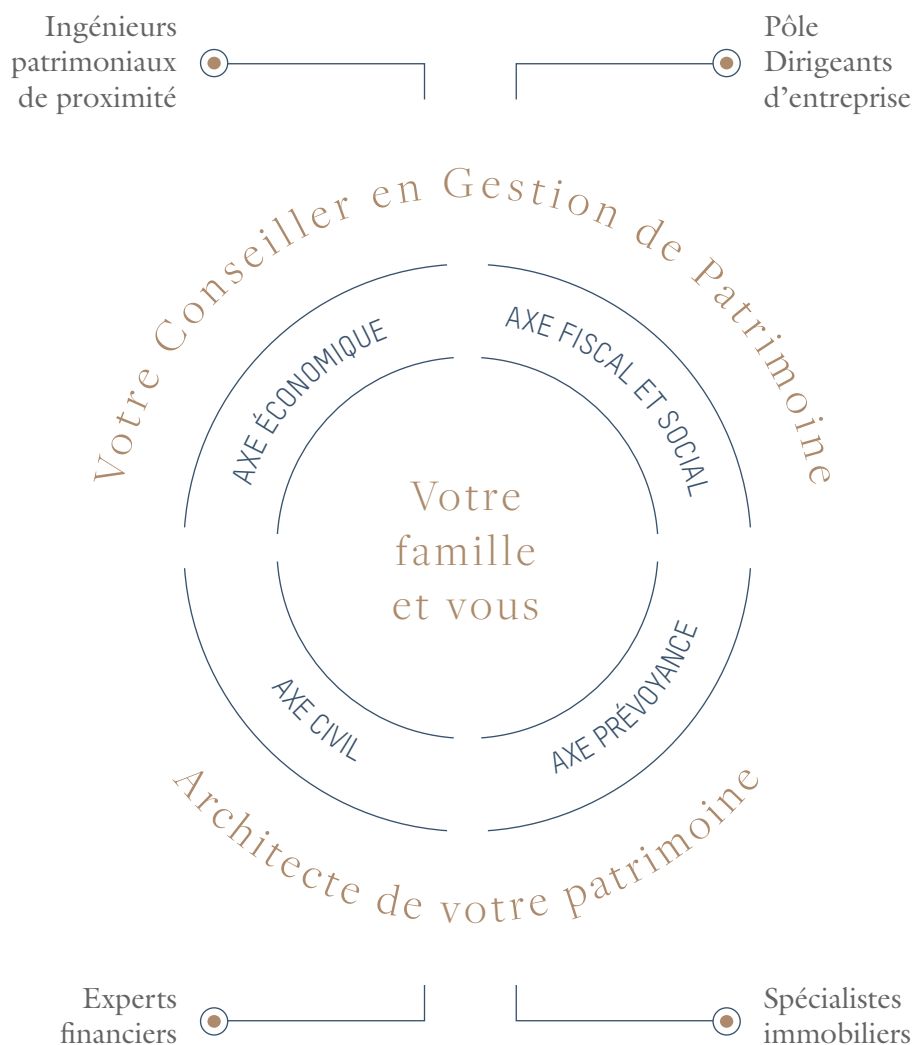 Ingénieurs
patrimoniaux
de proximité
Pôle
Dirigeants
d’entreprise
Votre Conseiller en Gestion de Patrimoine
AXE ÉCONOMIQUE
AXE FISCAL ET SOCIAL
Votre
famille
et vous
AXE CIVIL
AXE PRÉVOYANCE
Architecte de votre patrimoine
Experts
financiers
Spécialistes
immobiliers